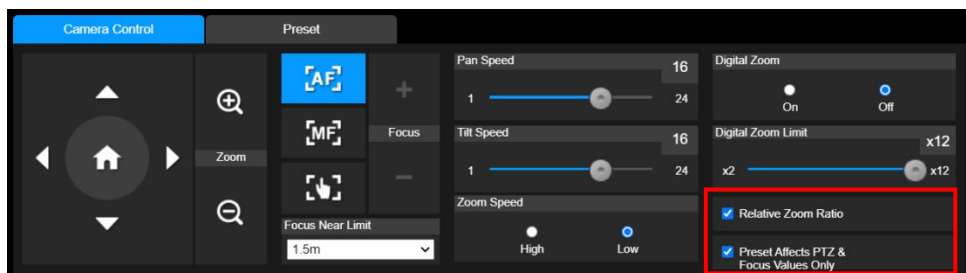 Camera Control
Preset
Zoom
AF
MF
Focus
Focus Near Limit
1.5m
Pan Speed
16
1
24
Tilt Speed
16
1
24
Zoom Speed
High
Low
Digital Zoom
On
Off
Digital Zoom Limit
x12
x2
x12
Relative Zoom Ratio
Preset Affects PTZ &
Focus Values Only